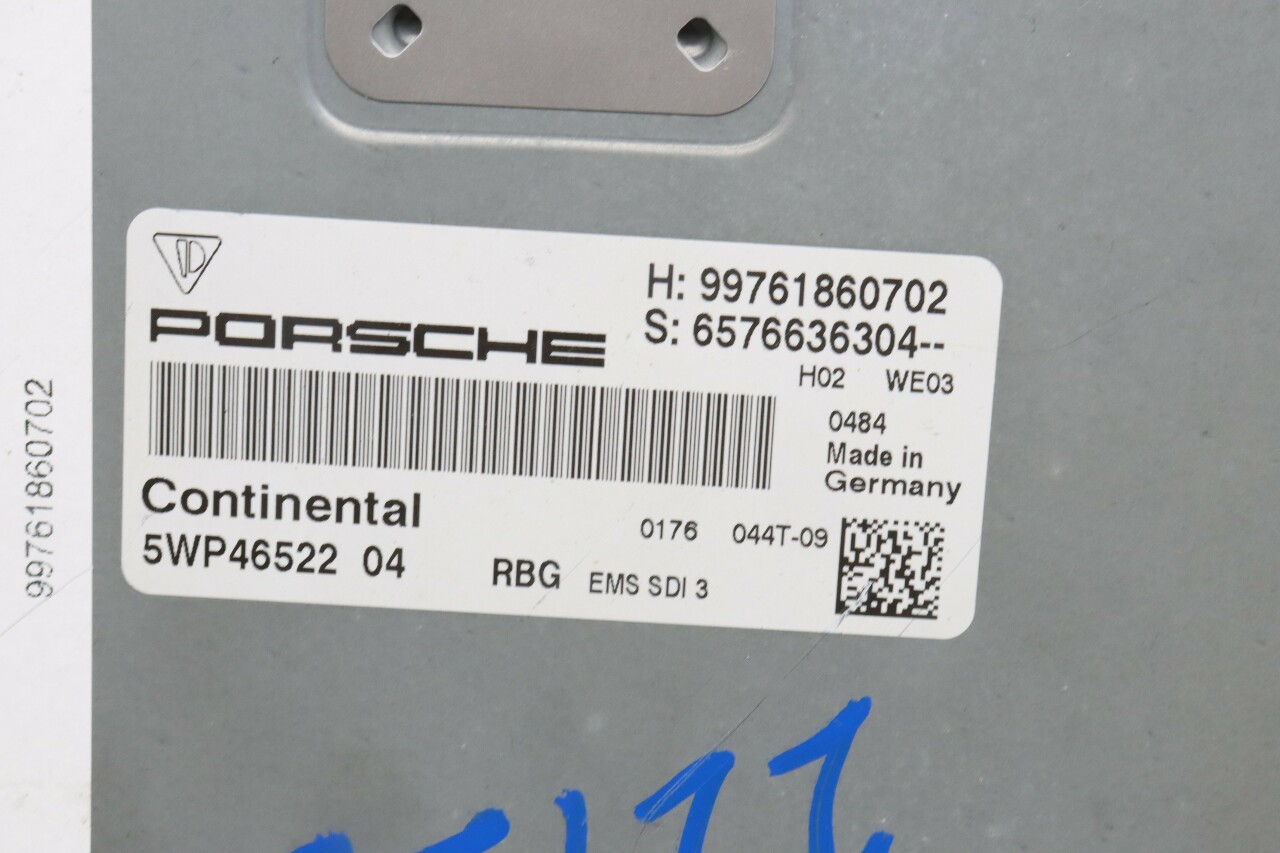 99761860702
PORSCHE
H: 99761860702
S: 6576636304--
H02 WE03
0484
Made in
Germany
Continental
5WP46522 04
RBG EMS SDI 3
0176 044T-09